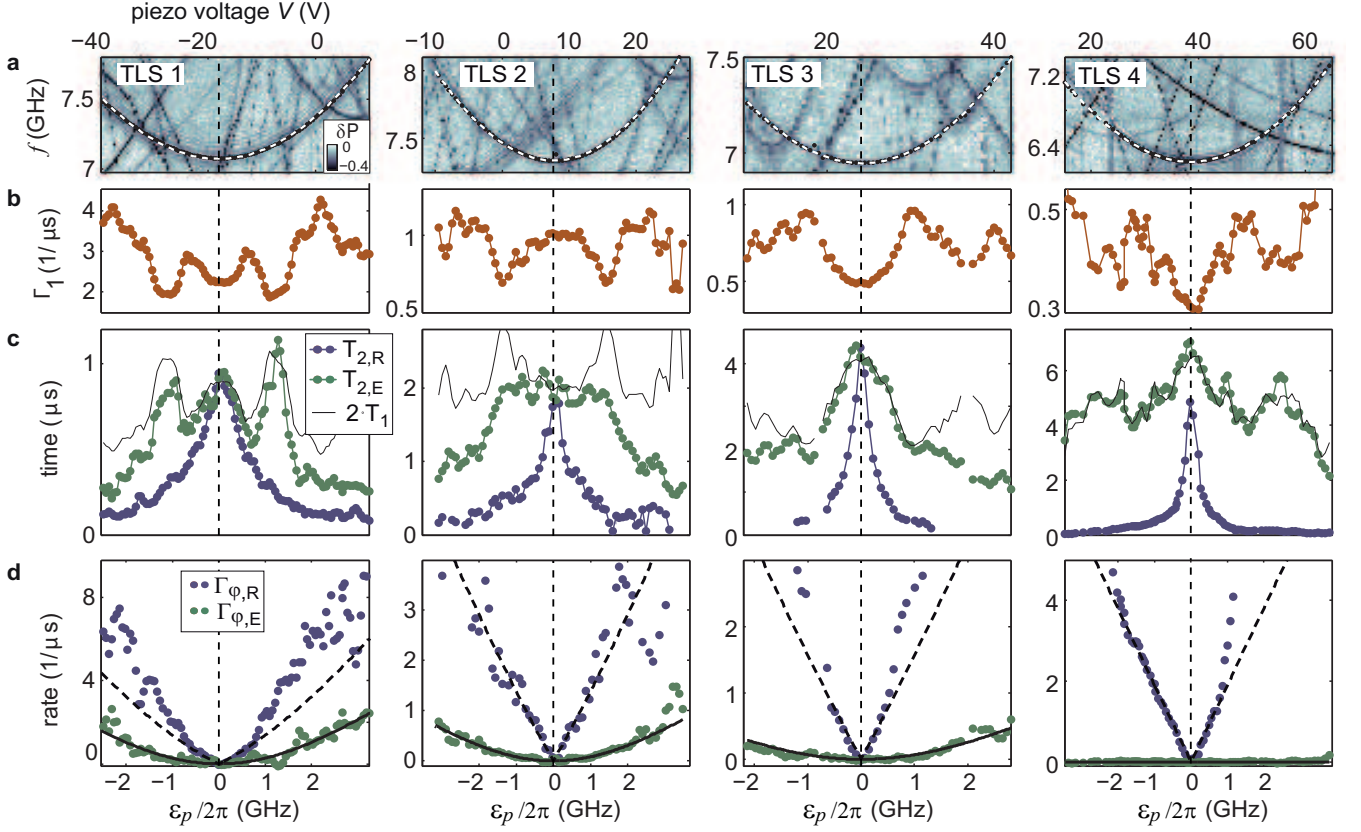 piezo voltage V (V)
−40 −20 0 −10 0 10 20 20 40 20 40 60
a TLS 1 TLS 2 TLS 3 TLS 4
f (GHz)
7.5 7
8 7.5
7.5 7
7.2 6.4
δP
0
−0.4
b
Γ1 (1/ μs)
4 3 2
1 0.5
1 0.5
0.5 0.3
c
time (μs)
T2,R
T2,E
2·T1
1 0
2 1 0
4 2 0
6 4 2 0
d
rate (1/μs)
Γφ,R
Γφ,E
8 4 0
3 2 1 0
2 1 0
4 2 0
−2 −1 0 1 2 −2 0 2 −2 −1 0 1 2 −1 0 1 2
εp /2π (GHz) εp /2π (GHz) εp /2π (GHz) εp /2π (GHz)